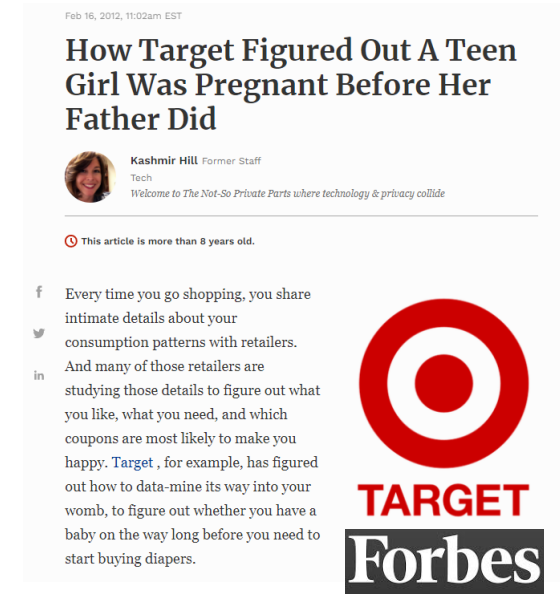 Feb 16, 2012, 11:02am EST
How Target Figured Out A Teen
Girl Was Pregnant Before Her
Father Did
Kashmir Hill Former Staff
Tech
Welcome to The Not-So Private Parts where technology & privacy collide
This article is more than 8 years old.
Every time you go shopping, you share
intimate details about your
consumption patterns with retailers.
And many of those retailers are
studying those details to figure out what
you like, what you need, and which
coupons are most likely to make you
happy. Target , for example, has figured
out how to data-mine its way into your
womb, to figure out whether you have a
baby on the way long before you need to
start buying diapers.
TARGET
Forbes